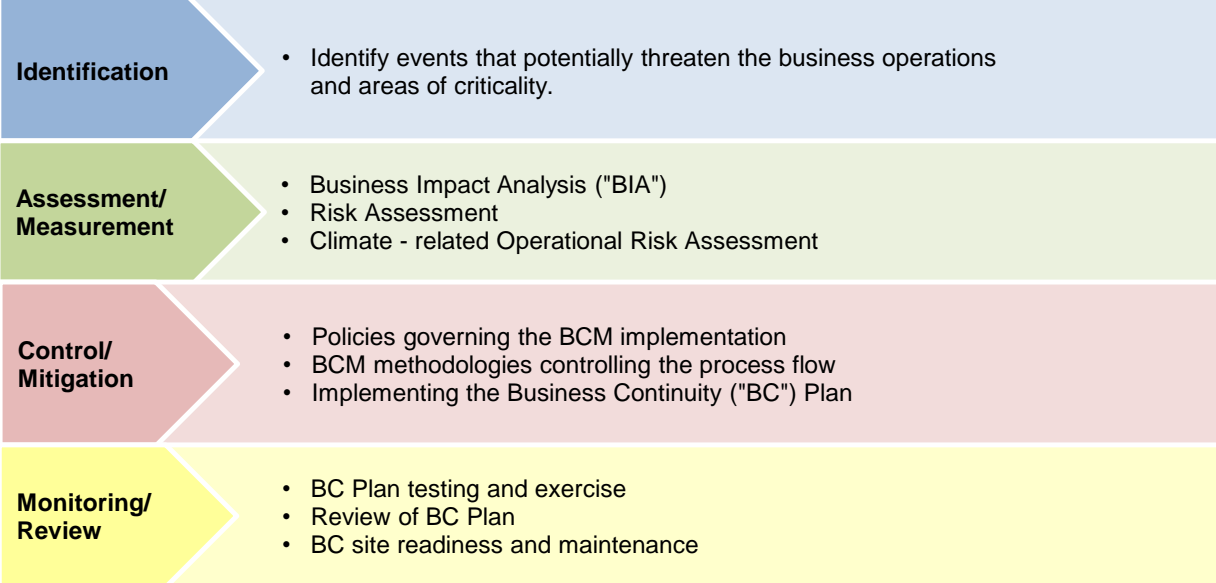 Identification
• Identify events that potentially threaten the business operations
and areas of criticality.
Assessment/
Measurement
• Business Impact Analysis ("BIA")
• Risk Assessment
• Climate - related Operational Risk Assessment
Control/
Mitigation
• Policies governing the BCM implementation
• BCM methodologies controlling the process flow
• Implementing the Business Continuity ("BC") Plan
Monitoring/
Review
• BC Plan testing and exercise
• Review of BC Plan
• BC site readiness and maintenance